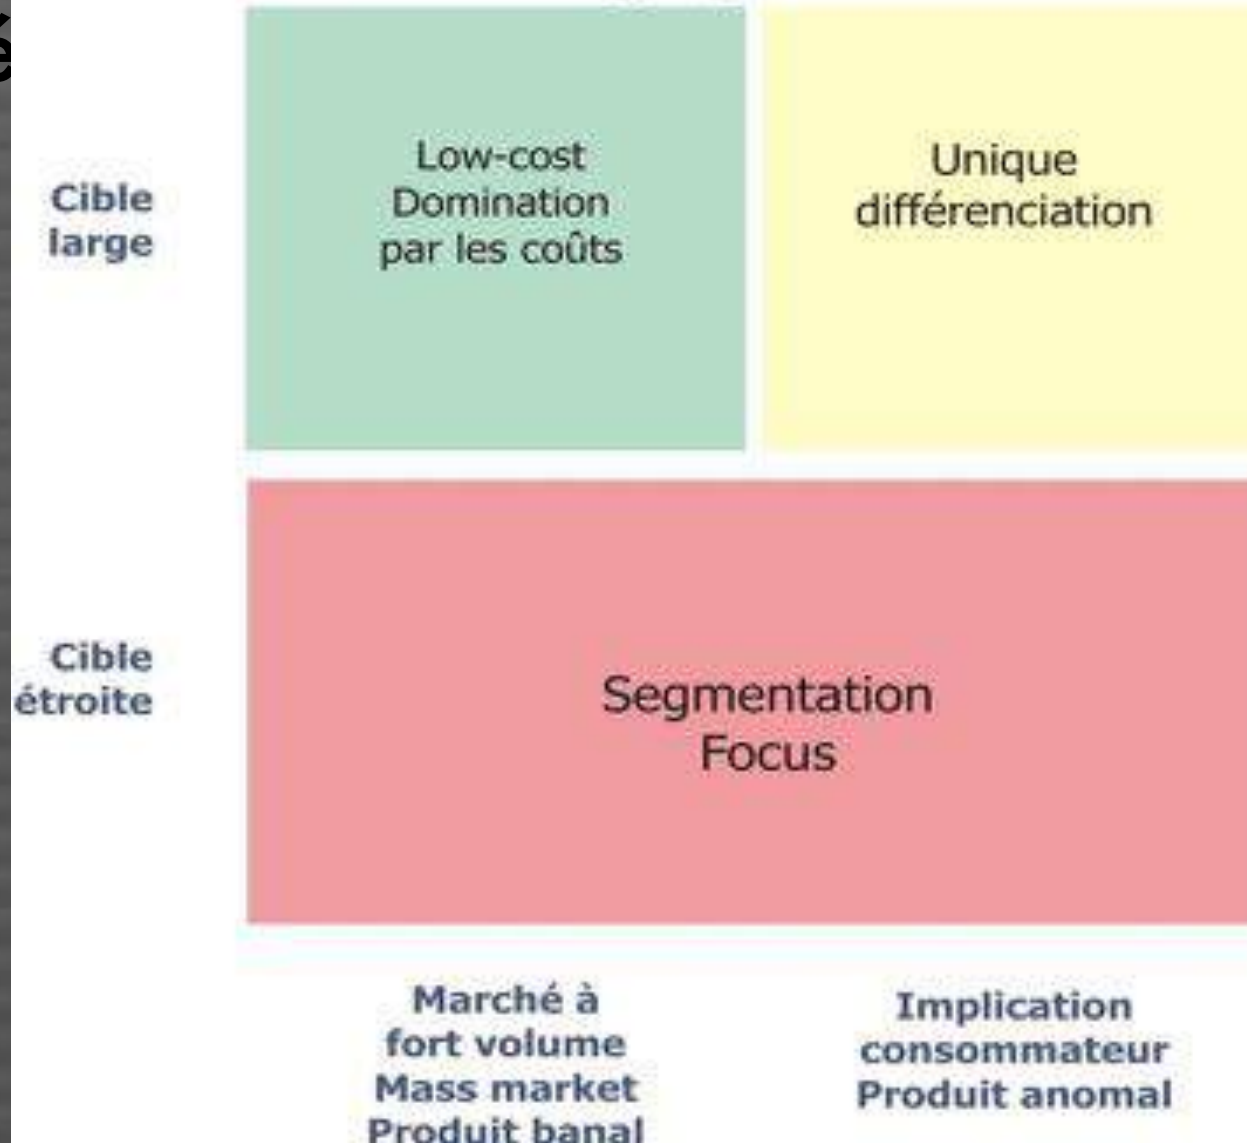 é
Cible
large
Low-cost
Domination
par les coûts
Unique
différenciation
Cible
étroite
Segmentation
Focus
Marché à
fort volume
Mass market
Produit banal
Implication
consommateur
Produit anomal